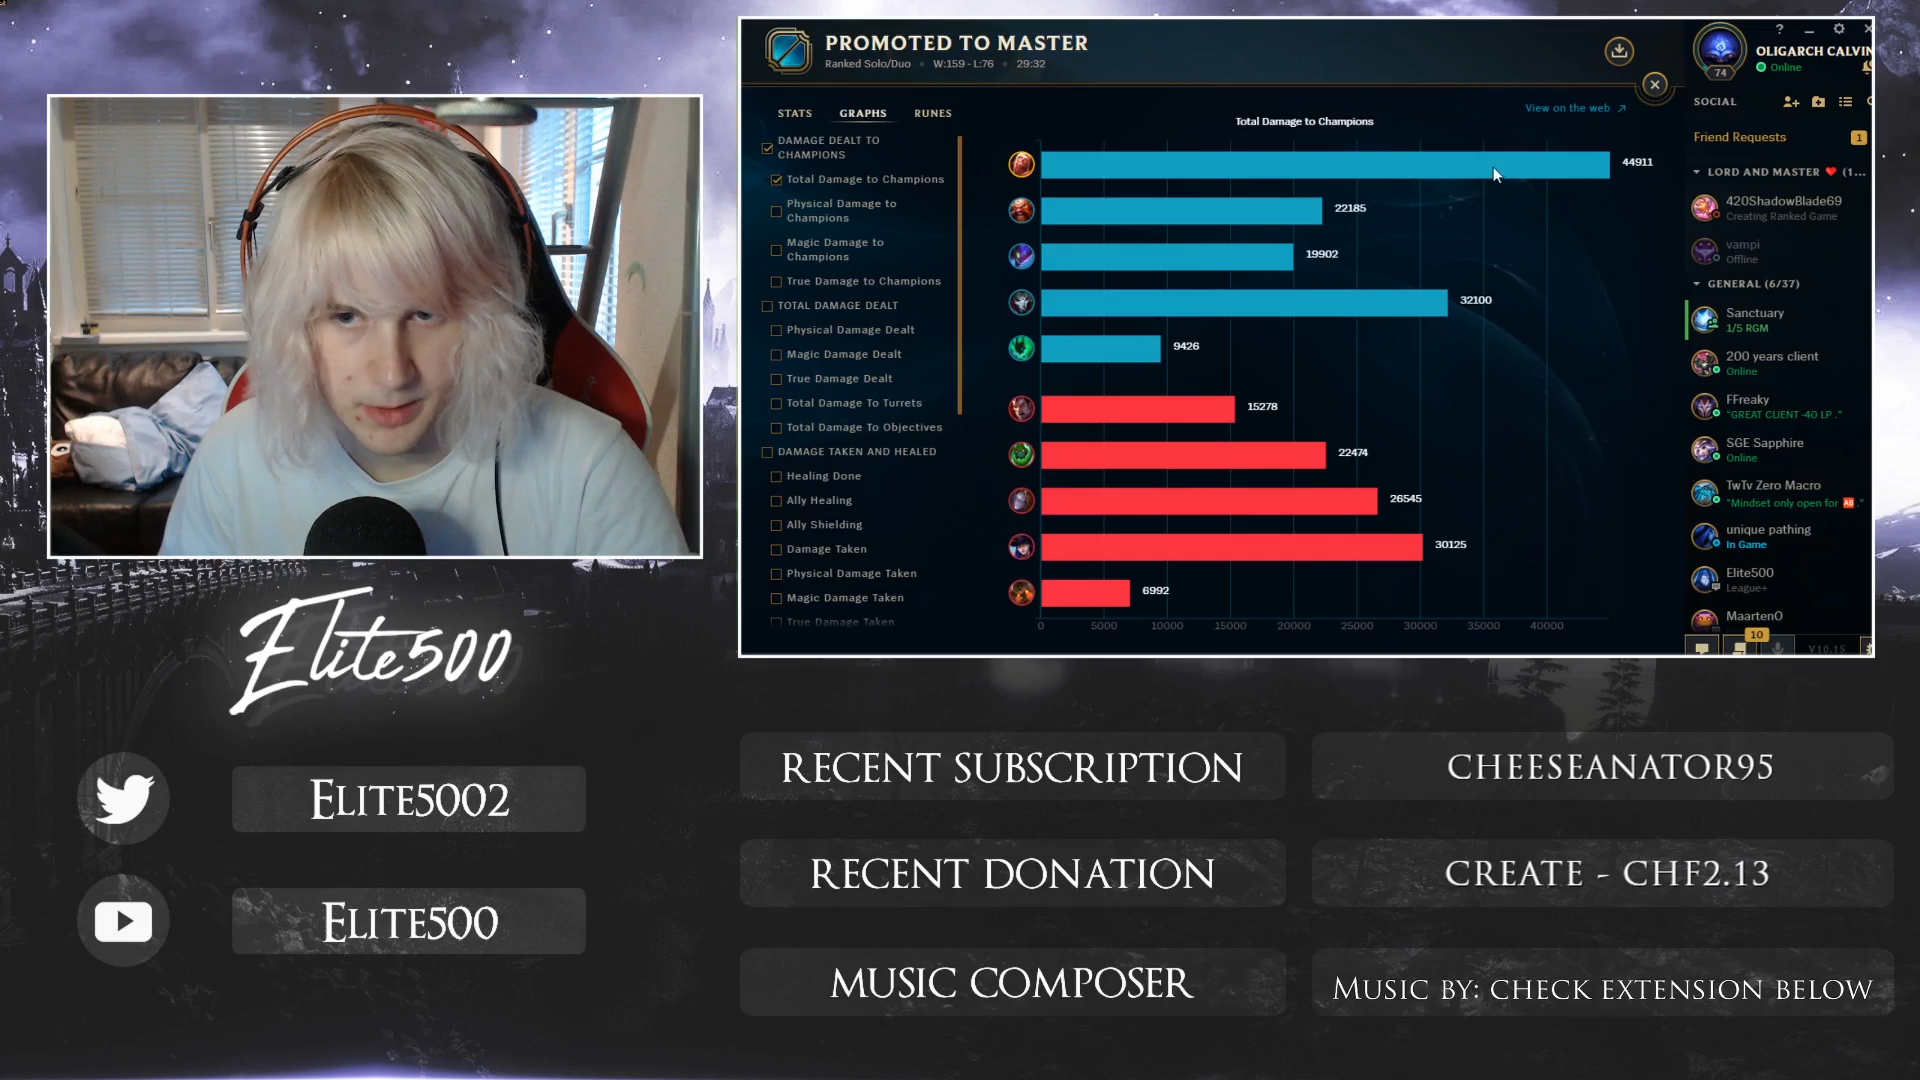 PROMOTED TO MASTER
Ranked Solo/Duo • W:159 - L:76 • 29:32
STATS GRAPHS RUNES
View on the web
DAMAGE DEALT TO
CHAMPIONS
Total Damage to Champions
Physical Damage to
Champions
Magic Damage to
Champions
True Damage to Champions
TOTAL DAMAGE DEALT
Physical Damage Dealt
Magic Damage Dealt
True Damage Dealt
Total Damage To Turrets
Total Damage To Objectives
DAMAGE TAKEN AND HEALED
Healing Done
Ally Healing
Ally Shielding
Damage Taken
Physical Damage Taken
Magic Damage Taken
True Damage Taken
Total Damage to Champions
44911
22185
19902
32100
9426
15278
22474
26545
30125
6992
0 5000 10000 15000 20000 25000 30000 35000 40000
74
OLIGARCH CALVIN
Online
SOCIAL
Friend Requests 1
LORD AND MASTER ❤ (1...
420ShadowBlade69
Creating Ranked Game
vampi
Offline
GENERAL (6/37)
Sanctuary
1/5 RGM
200 years client
Online
FFreaky
"GREAT CLIENT -40 LP ."
SGE Sapphire
Online
TwTv Zero Macro
"Mindset only open for 🆎 ."
unique pathing
In Game
Elite500
League+
MaartenO
10
V10.15
Elite500
Elite5002
Elite500
RECENT SUBSCRIPTION
CHEESEANATOR95
RECENT DONATION
CREATE - CHF2.13
MUSIC COMPOSER
MUSIC BY: CHECK EXTENSION BELOW